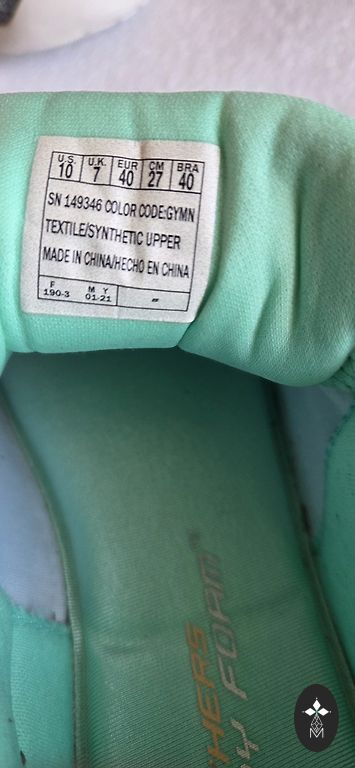 U.S. U.K. EUR CM BRA
10 7 40 27 40
SN 149346 COLOR CODE:GYMN
TEXTILE/SYNTHETIC UPPER
MADE IN CHINA/HECHO EN CHINA
F M Y
190-3 01-21
FOAM™
M